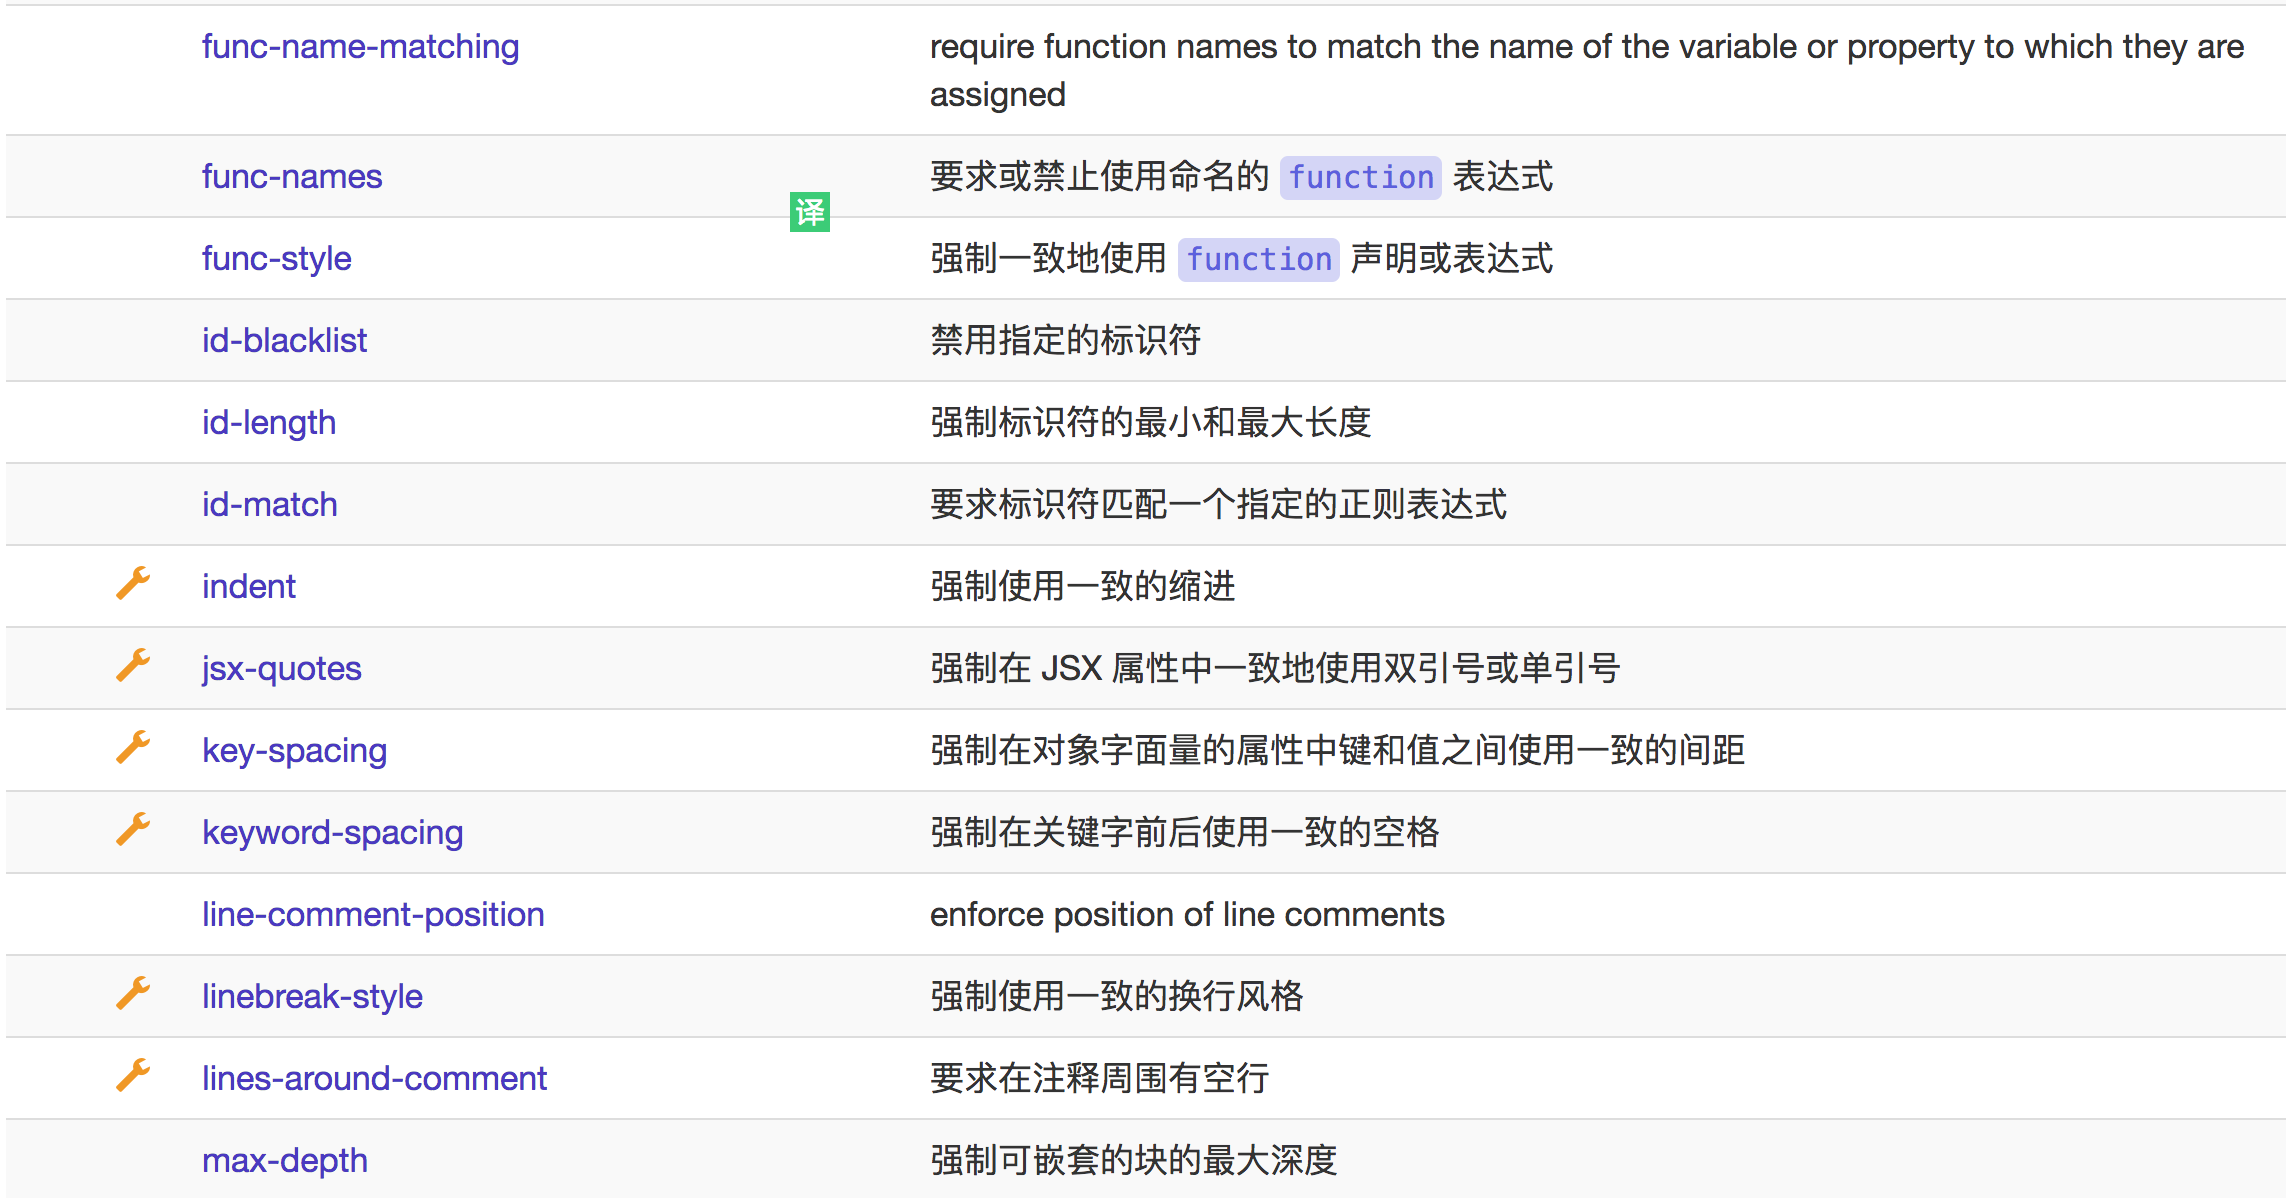 func-name-matching
require function names to match the name of the variable or property to which they are
assigned
func-names
要求或禁止使用命名的 function 表达式
译
func-style
强制一致地使用 function 声明或表达式
id-blacklist
禁用指定的标识符
id-length
强制标识符的最小和最大长度
id-match
要求标识符匹配一个指定的正则表达式
indent
强制使用一致的缩进
jsx-quotes
强制在 JSX 属性中一致地使用双引号或单引号
key-spacing
强制在对象字面量的属性中键和值之间使用一致的间距
keyword-spacing
强制在关键字前后使用一致的空格
line-comment-position
enforce position of line comments
linebreak-style
强制使用一致的换行风格
lines-around-comment
要求在注释周围有空行
max-depth
强制可嵌套的块的最大深度